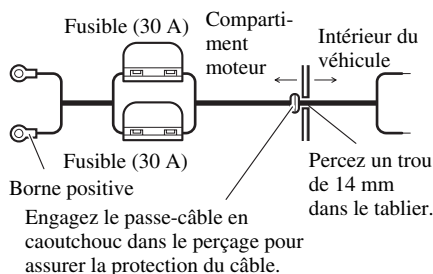 Fusible (30 A)
Comparti-
ment
moteur
Intérieur du
véhicule
Fusible (30 A)
Borne positive
Percez un trou
de 14 mm
dans le tablier.
Engagez le passe-câble en
caoutchouc dans le perçage pour
assurer la protection du câble.